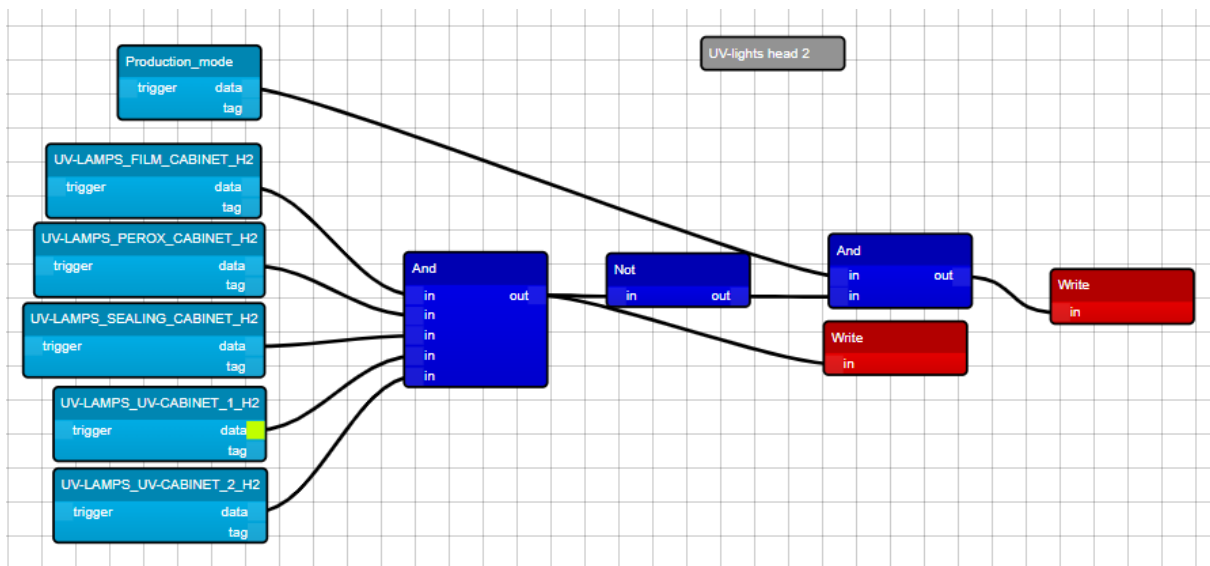 UV-lights head 2
Production_mode
trigger data
tag
UV-LAMPS_FILM_CABINET_H2
trigger data
tag
UV-LAMPS_PEROX_CABINET_H2
trigger data
tag
UV-LAMPS_SEALING_CABINET_H2
trigger data
tag
UV-LAMPS_UV-CABINET_1_H2
trigger data
tag
UV-LAMPS_UV-CABINET_2_H2
trigger data
tag
And
in out
in
in
in
in
Not
in out
And
in out
in
Write
in
Write
in